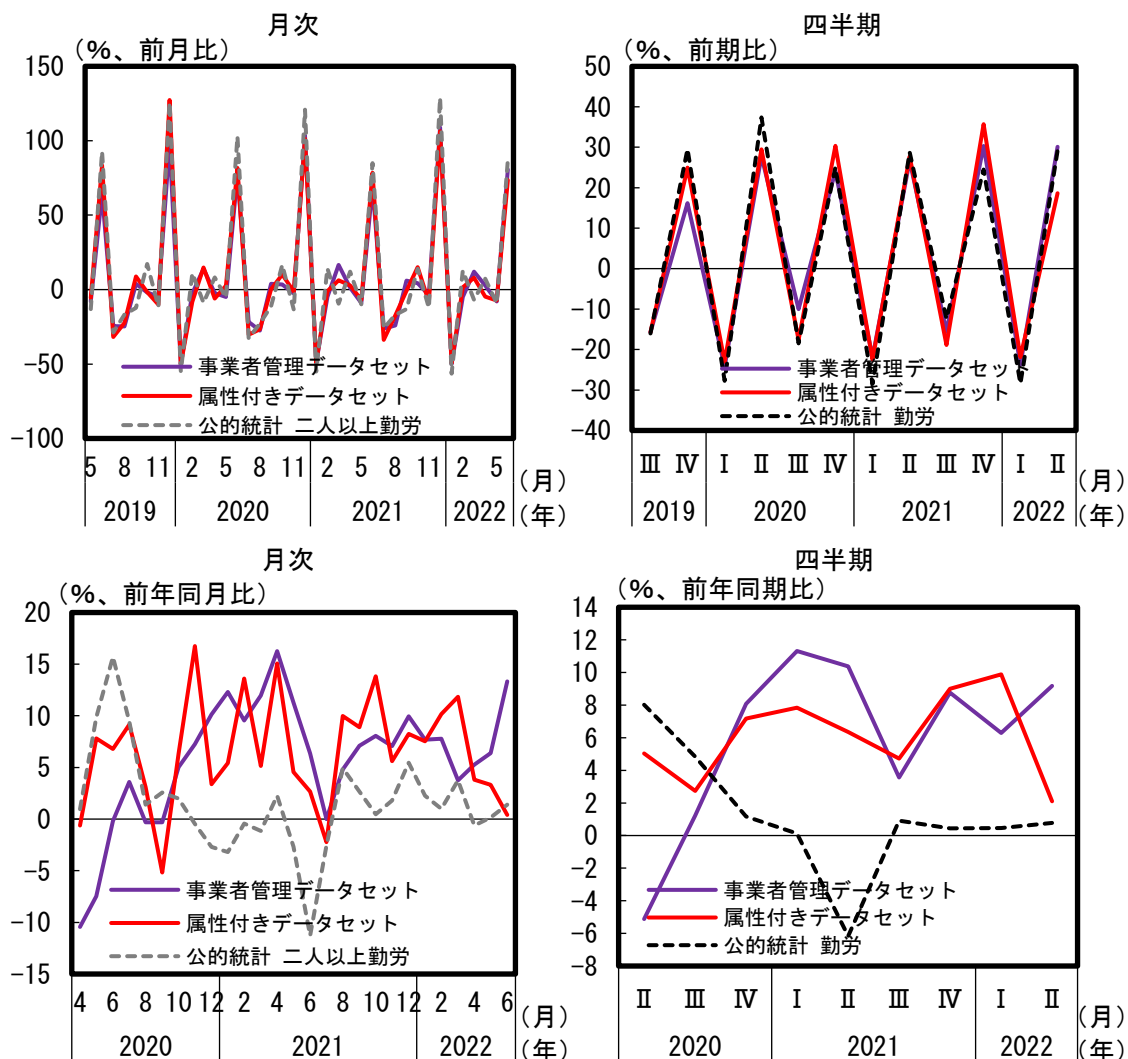 月次
(%、前月比)
150
100
50
0
-50
-100
事業者管理データセット
属性付きデータセット
公的統計 二人以上勤労
5 8 11 2 5 8 11 2 5 8 11 2 5 (月)
2019 2020 2021 2022 (年)
四半期
(%、前期比)
50
40
30
20
10
0
-10
-20
-30
-40
事業者管理データセット
属性付きデータセット
公的統計 勤労
Ⅲ Ⅳ Ⅰ Ⅱ Ⅲ Ⅳ Ⅰ Ⅱ Ⅲ Ⅳ Ⅰ Ⅱ (月)
2019 2020 2021 2022 (年)
月次
(%、前年同月比)
20
15
10
5
0
-5
-10
-15
事業者管理データセット
属性付きデータセット
公的統計 二人以上勤労
4 6 8 10 12 2 4 6 8 10 12 2 4 6 (月)
2020 2021 2022 (年)
四半期
(%、前年同期比)
14
12
10
8
6
4
2
0
-2
-4
-6
-8
事業者管理データセット
属性付きデータセット
公的統計 勤労
Ⅱ Ⅲ Ⅳ Ⅰ Ⅱ Ⅲ Ⅳ Ⅰ Ⅱ (月)
2020 2021 2022 (年)